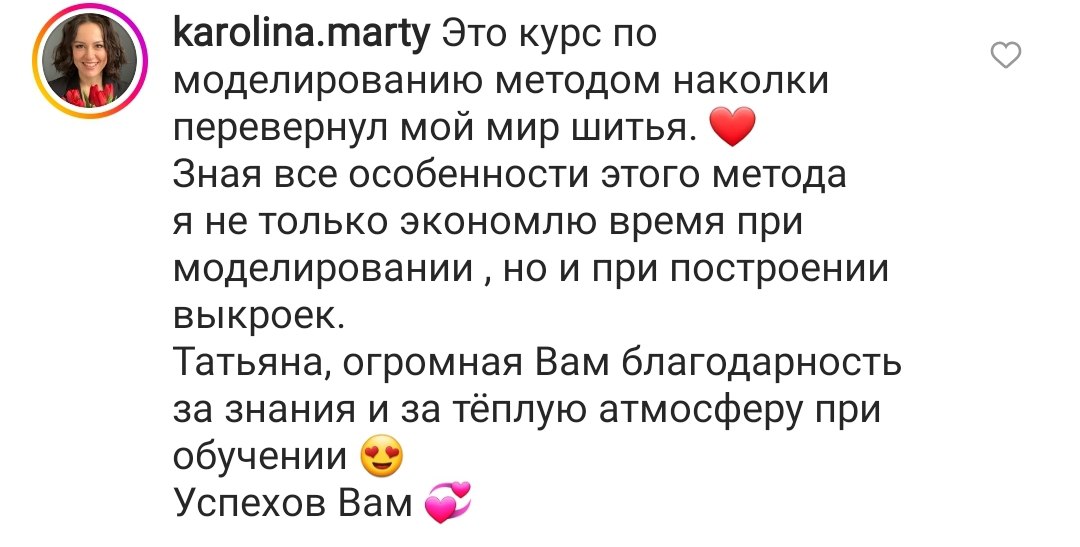 karolina.marty Это курс по
моделированию методом наколки
перевернул мой мир шитья. ❤️
Зная все особенности этого метода
я не только экономлю время при
моделировании , но и при построении
выкроек.
Татьяна, огромная Вам благодарность
за знания и за тёплую атмосферу при
обучении 😍
Успехов Вам 💞